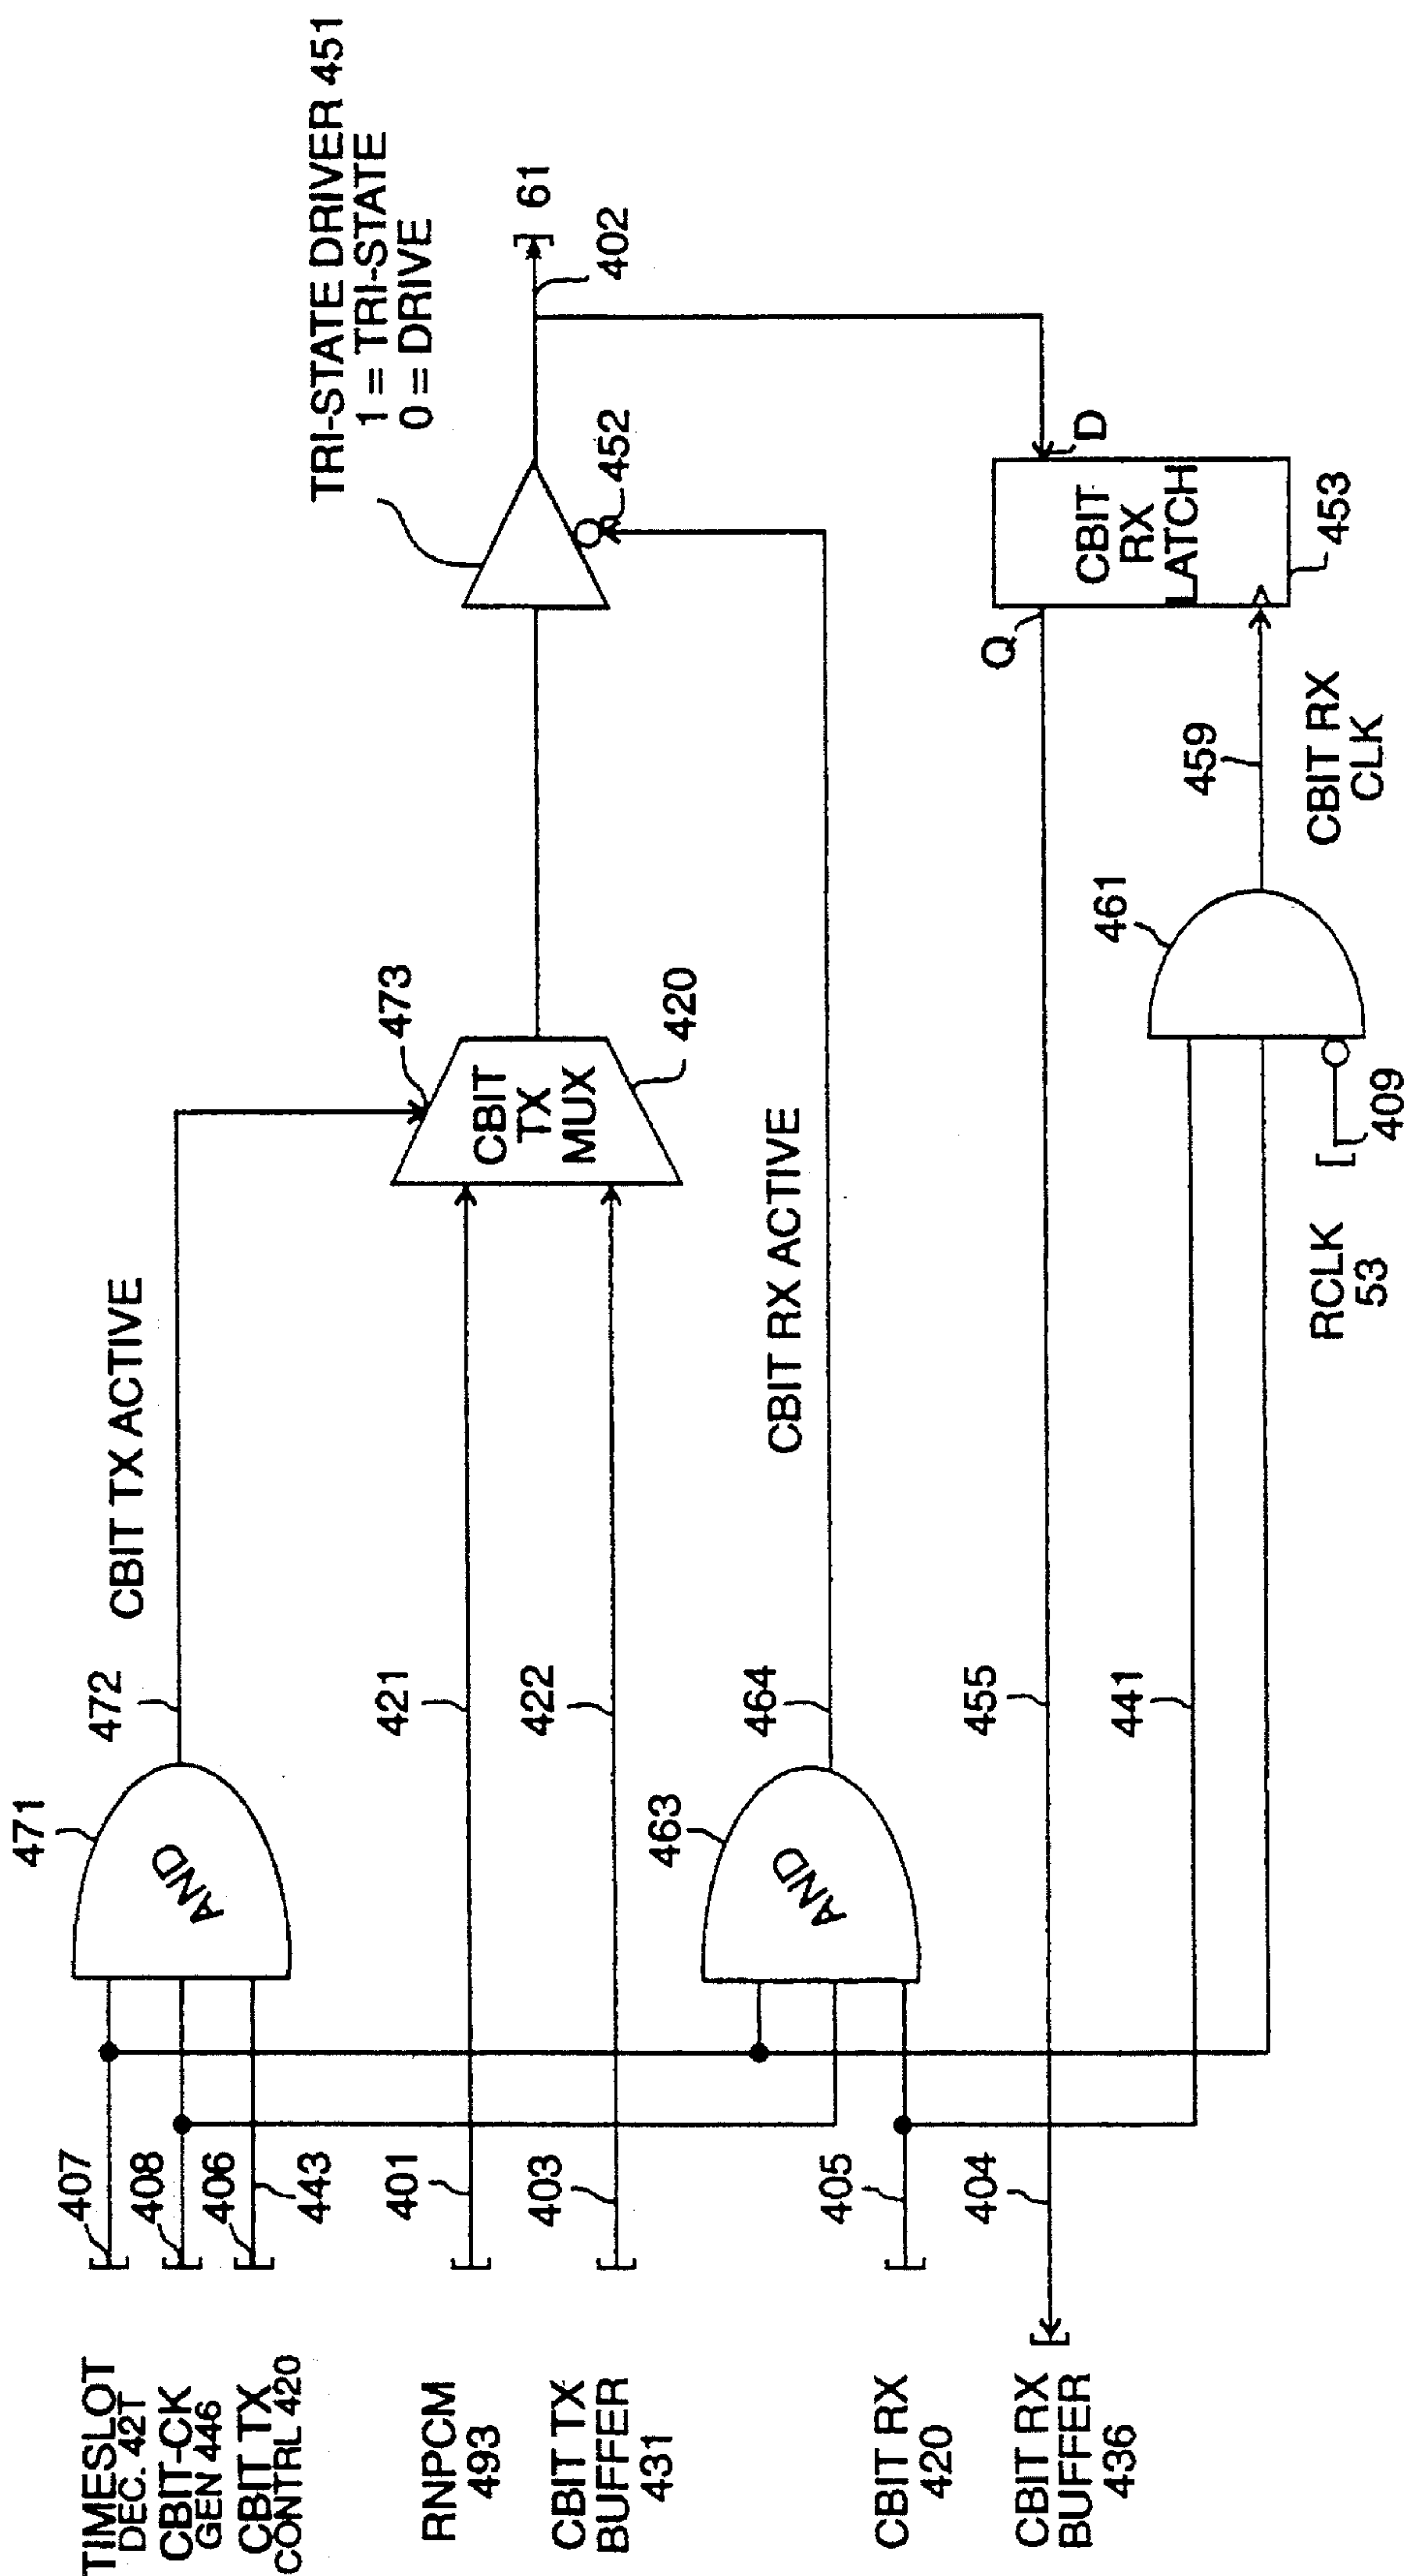 TIMESLOT
DEC. 42T
CBIT-CK
GEN 446
CBIT TX
CONTRL 420
RNPCM
493
CBIT TX
BUFFER
431
CBIT RX
420
CBIT RX
BUFFER
436
407
408
406
443
401
403
405
404
471
AND
472
CBIT TX ACTIVE
421
422
463
AND
464
CBIT RX ACTIVE
455
441
473
CBIT
TX
MUX
420
RCLK
53
409
461
459
CBIT RX
CLK
TRI-STATE DRIVER 451
1 = TRI-STATE
0 = DRIVE
452
61
402
Q
D
CBIT
RX
LATCH
453